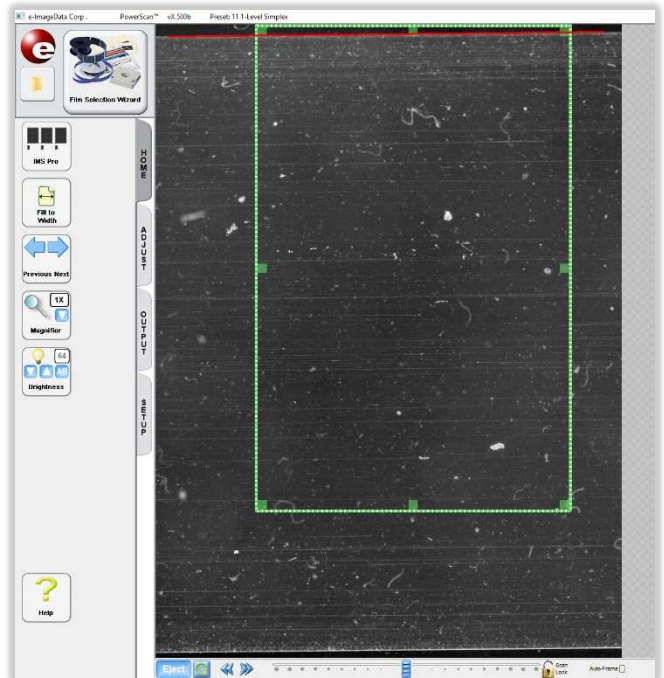 e-ImageData Corp. PowerScan™ vX.500b Preset: 11 1-Level Simplex
Film Selection Wizard
IMS Pro
Fill to
Width
Previous Next
1X
Magnifier
64
AB
Brightness
Help
HOME
ADJUST
OUTPUT
SETUP
Eject
Scan
Lock
Auto-Frame